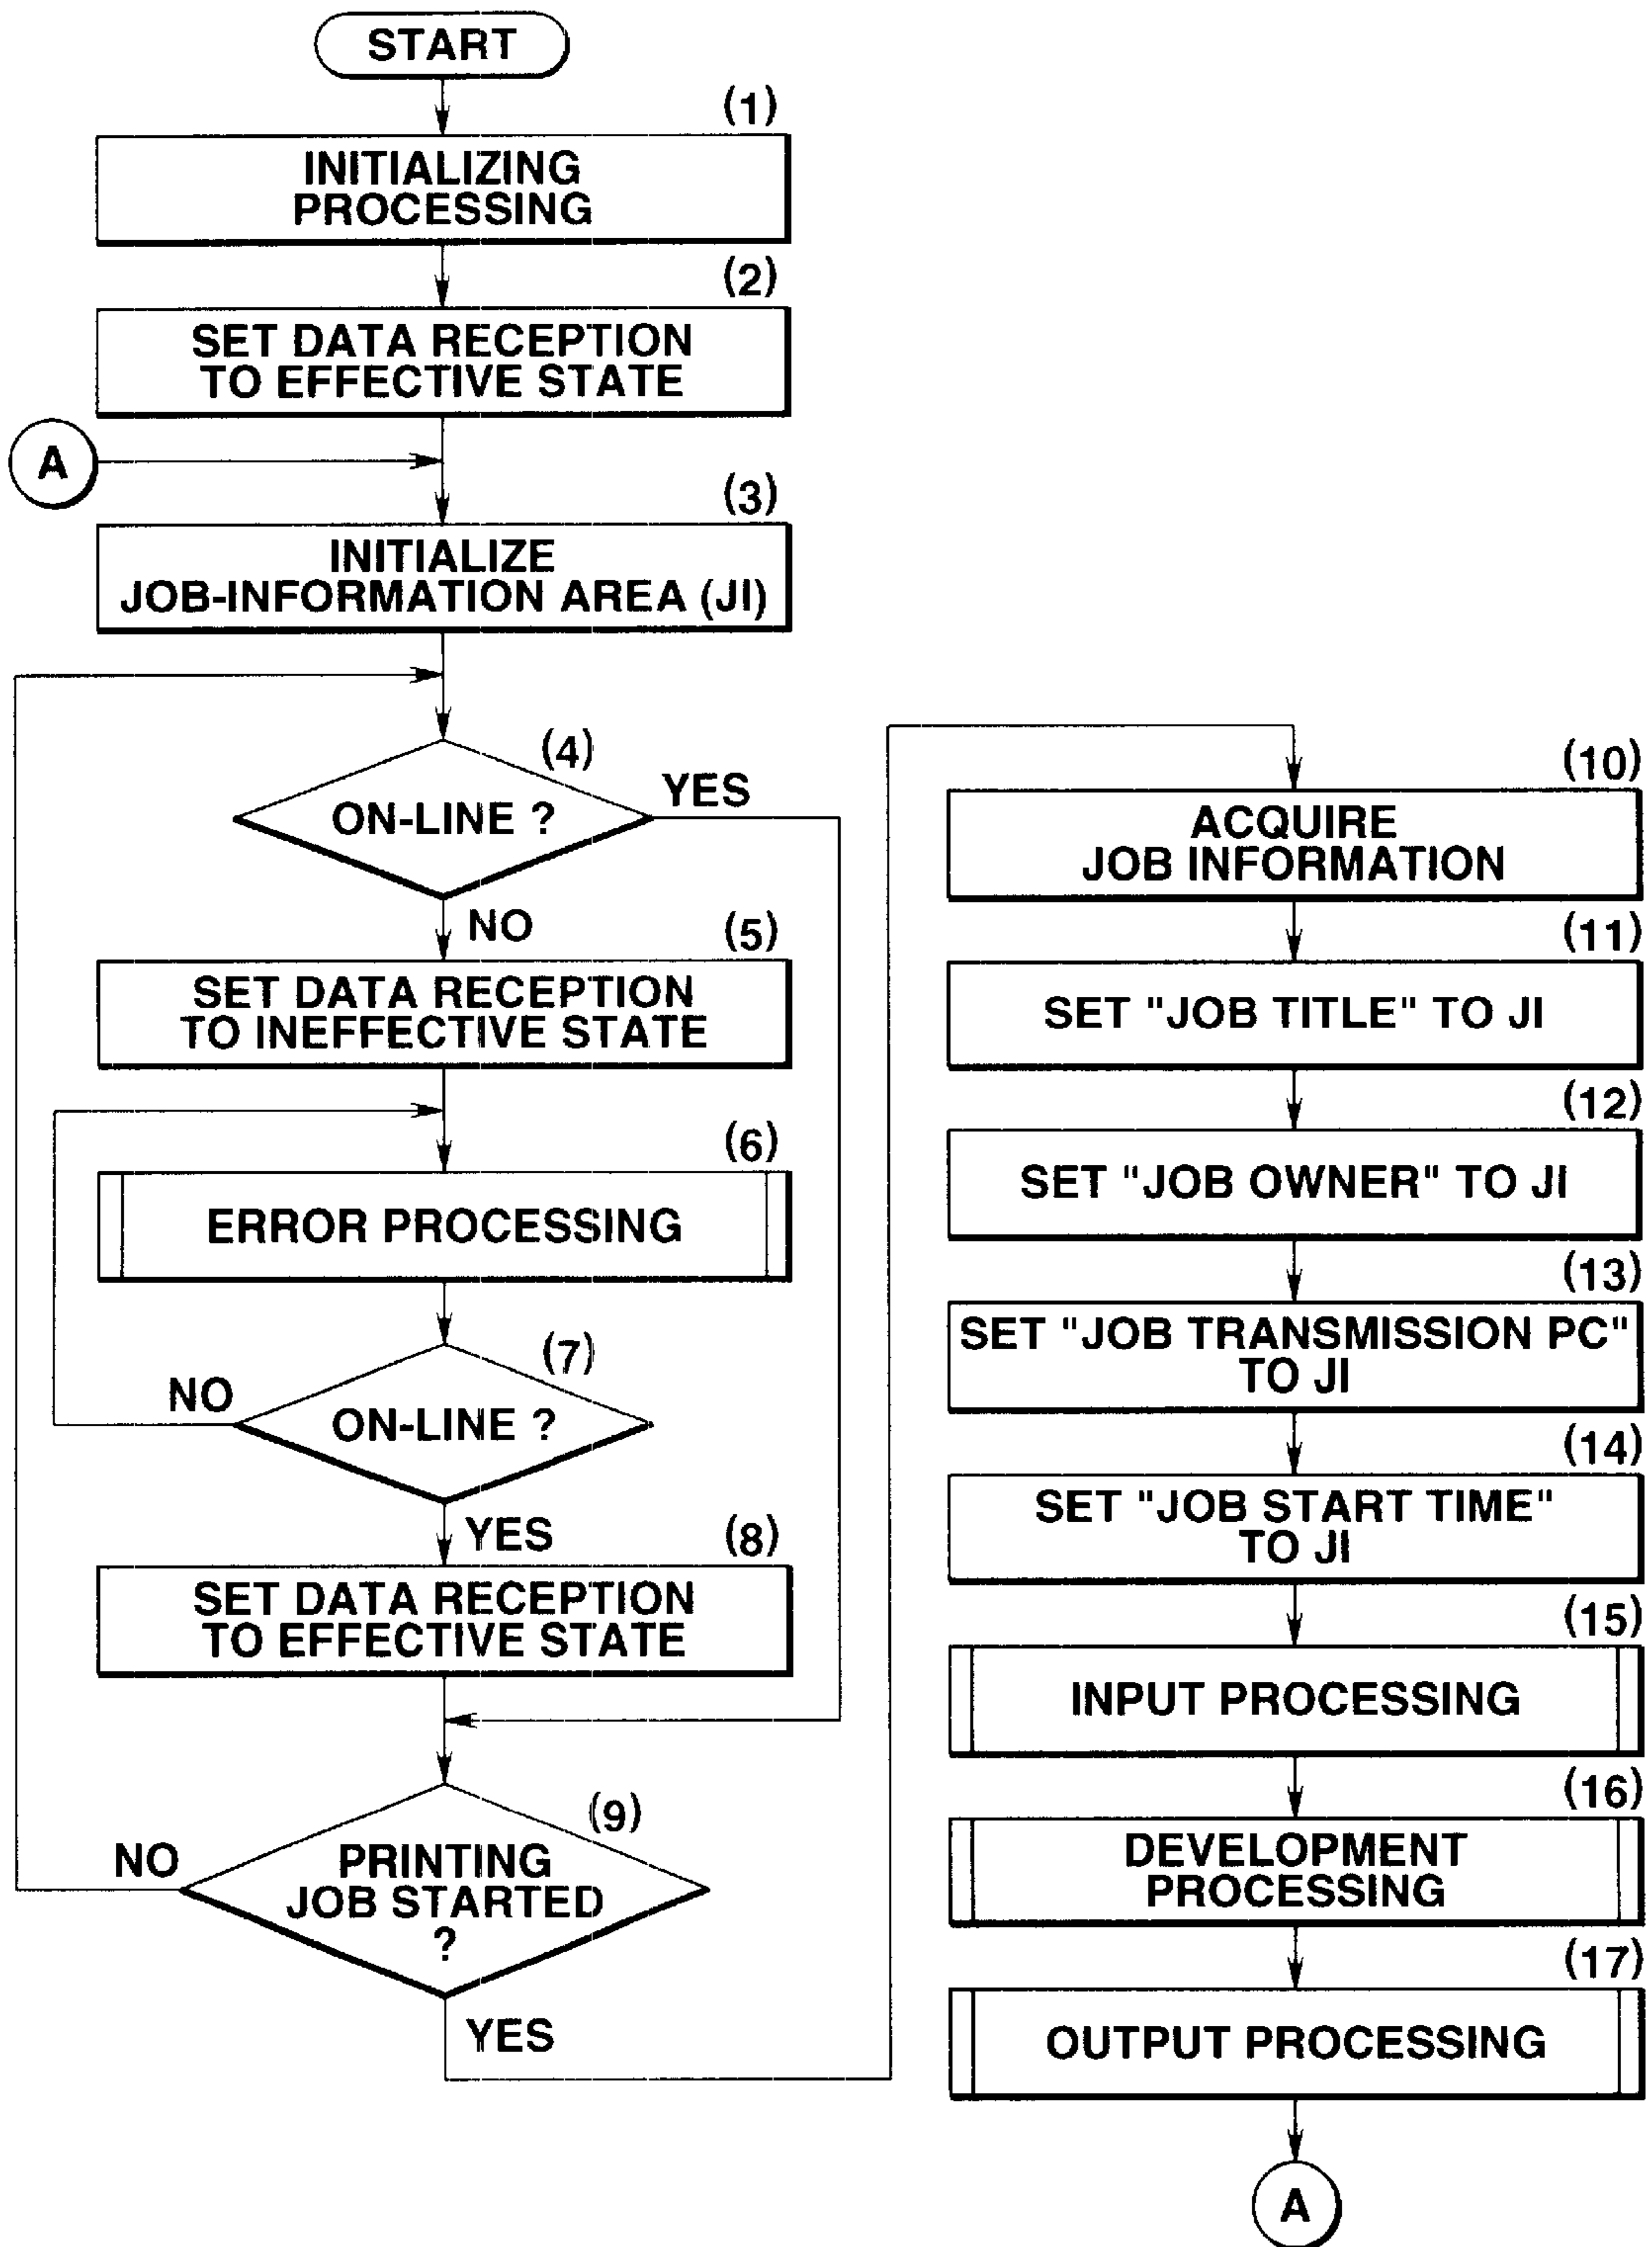 START
(1)
INITIALIZING
PROCESSING
(2)
SET DATA RECEPTION
TO EFFECTIVE STATE
A
(3)
INITIALIZE
JOB-INFORMATION AREA (JI)
(4)
ON-LINE ?
YES
NO
(5)
SET DATA RECEPTION
TO INEFFECTIVE STATE
(6)
ERROR PROCESSING
(7)
ON-LINE ?
NO
YES
(8)
SET DATA RECEPTION
TO EFFECTIVE STATE
(9)
PRINTING
JOB STARTED
?
NO
YES
(10)
ACQUIRE
JOB INFORMATION
(11)
SET "JOB TITLE" TO JI
(12)
SET "JOB OWNER" TO JI
(13)
SET "JOB TRANSMISSION PC"
TO JI
(14)
SET "JOB START TIME"
TO JI
(15)
INPUT PROCESSING
(16)
DEVELOPMENT
PROCESSING
(17)
OUTPUT PROCESSING
A